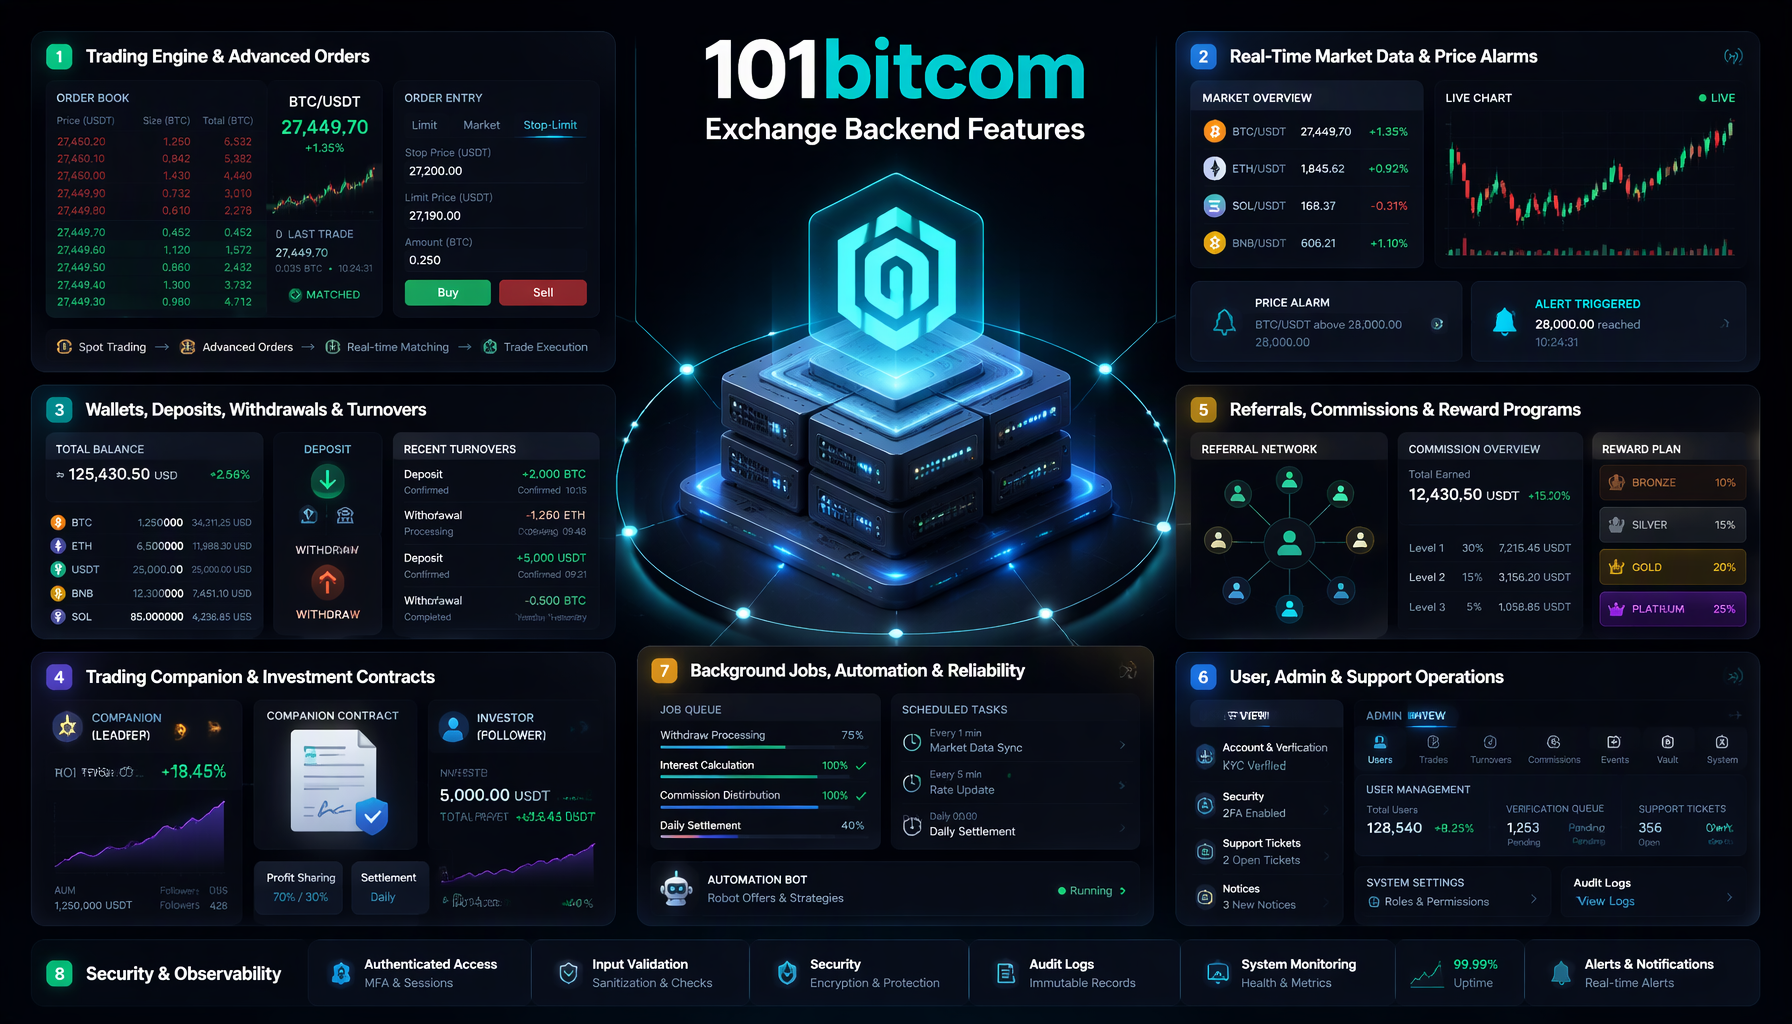 101bitcom
Exchange Backend Features
1 Trading Engine & Advanced Orders
ORDER BOOK
Price (USDT) Size (BTC) Total (BTC)
27,450.20 1.250 6,532
27,450.10 0,842 5,382
27,450.00 1.430 4,440
27,449,90 0.732 3,010
27,449.80 0,610 2,278
27,449,70 0,452 0,452
27,449.60 1,120 1,572
27,449.50 0,860 2,432
27,449,40 1,300 3,732
27,449.30 0,980 4,712
BTC/USDT
27,449,70
+1.35%
LAST TRADE
27,449.70
0.035 BTC • 10:24:31
MATCHED
ORDER ENTRY
Limit Market Stop-Limit
Stop Price (USDT)
27,200.00
Limit Price (USDT)
27,190.00
Amount (BTC)
0.250
Buy Sell
Spot Trading → Advanced Orders → Real-time Matching → Trade Execution
2 Real-Time Market Data & Price Alarms
MARKET OVERVIEW
BTC/USDT 27,449,70 +1.35%
ETH/USDT 1,845.62 +0.92%
SOL/USDT 168.37 -0.31%
BNB/USDT 606.21 +1.10%
LIVE CHART
LIVE
PRICE ALARM
BTC/USDT above 28,000.00
28,000.00
ALERT TRIGGERED
28,000.00 reached
10:24:31
3 Wallets, Deposits, Withdrawals & Turnovers
TOTAL BALANCE
≈ 125,430.50 USD +2.56%
BTC 1,250000 34,311,25 USD
ETH 6,500000 11,988.30 USD
USDT 25,000.00 25,000.00 USD
BNB 12.300000 7,451.10 USD
SOL 85.000000 4,238.85 USS
DEPOSIT
WITHDRAW
WITHDRAW
RECENT TURNOVERS
Deposit +2,000 BTC
Confirmed Confirmed 10:15
Withorawal -1,250 ETH
Processing 09:48
Deposit +5,000 USDT
Confirmed Confirmed 09:21
Withdrawal -0,500 BTC
Completed
5 Referrals, Commissions & Reward Programs
REFERRAL NETWORK
COMMISSION OVERVIEW
Total Earned
12,430,50 USDT
Level 1 30% 7,215.45 USDT
Level 2 15% 3,156.20 USDT
Level 3 5% 1,058.85 USDT
REWARD PLAN
BRONZE 10%
SILVER 15%
GOLD 20%
25%
4 Trading Companion & Investment Contracts
COMPANION
(LEADFER)
+18.45%
AUM
1,250,000 USDT
Folowers 428
COMPANION CONTRACT
Profit Sharing
70% / 30%
Settlement
Daily
INVESTOR
(FOLLOWER)
5,000.00 USDT
7 Background Jobs, Automation & Reliability
JOB QUEUE
Withdraw Processing 75%
Interest Calculation 100% ✓
Commission Distirbution 100% ✓
Daily Settlement 40%
SCHEDULED TASKS
Every 1 min
Market Data Sync
Every 5 min
Rate Update
Daily 00:00
Daily Settlement
AUTOMATION BOT
Robot Offers & Strategies
Running
6 User, Admin & Support Operations
Account & Verfication
KYC Verified
Security
2FA Enabled
Support Tickets
2 Open Tickets
Notices
3 New Notices
ADMIN
Users Trades Turnovers Commissions Events Vault System
USER MANAGEMENT
Total Users
128,540 +8.25%
VERIFICATION QUEUE
1,253
Pending
SUPPORT TICKETS
356
Open
SYSTEM SETTINGS
Roles & Permissions
Audit Logs
View Logs
8 Security & Observability
Authenticated Access
MFA & Sessions
Input Validation
Sanitization & Checks
Security
Encryption & Protection
Audit Logs
Immutable Records
System Monitoring
Health & Metrics
99.99%
Uptime
Alerts & Notifications
Real-time Alerts